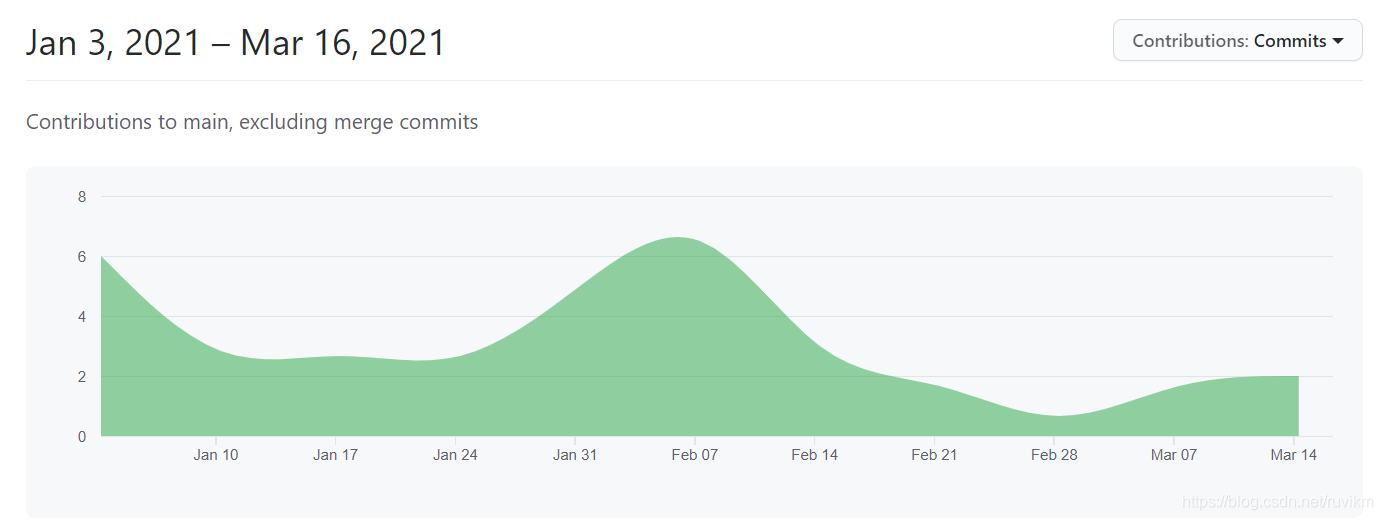 Jan 3, 2021 – Mar 16, 2021
Contributions: Commits
Contributions to main, excluding merge commits
8
6
4
2
0
Jan 10 Jan 17 Jan 24 Jan 31 Feb 07 Feb 14 Feb 21 Feb 28 Mar 07 Mar 14
https://blog.csdn.net/ruvikm